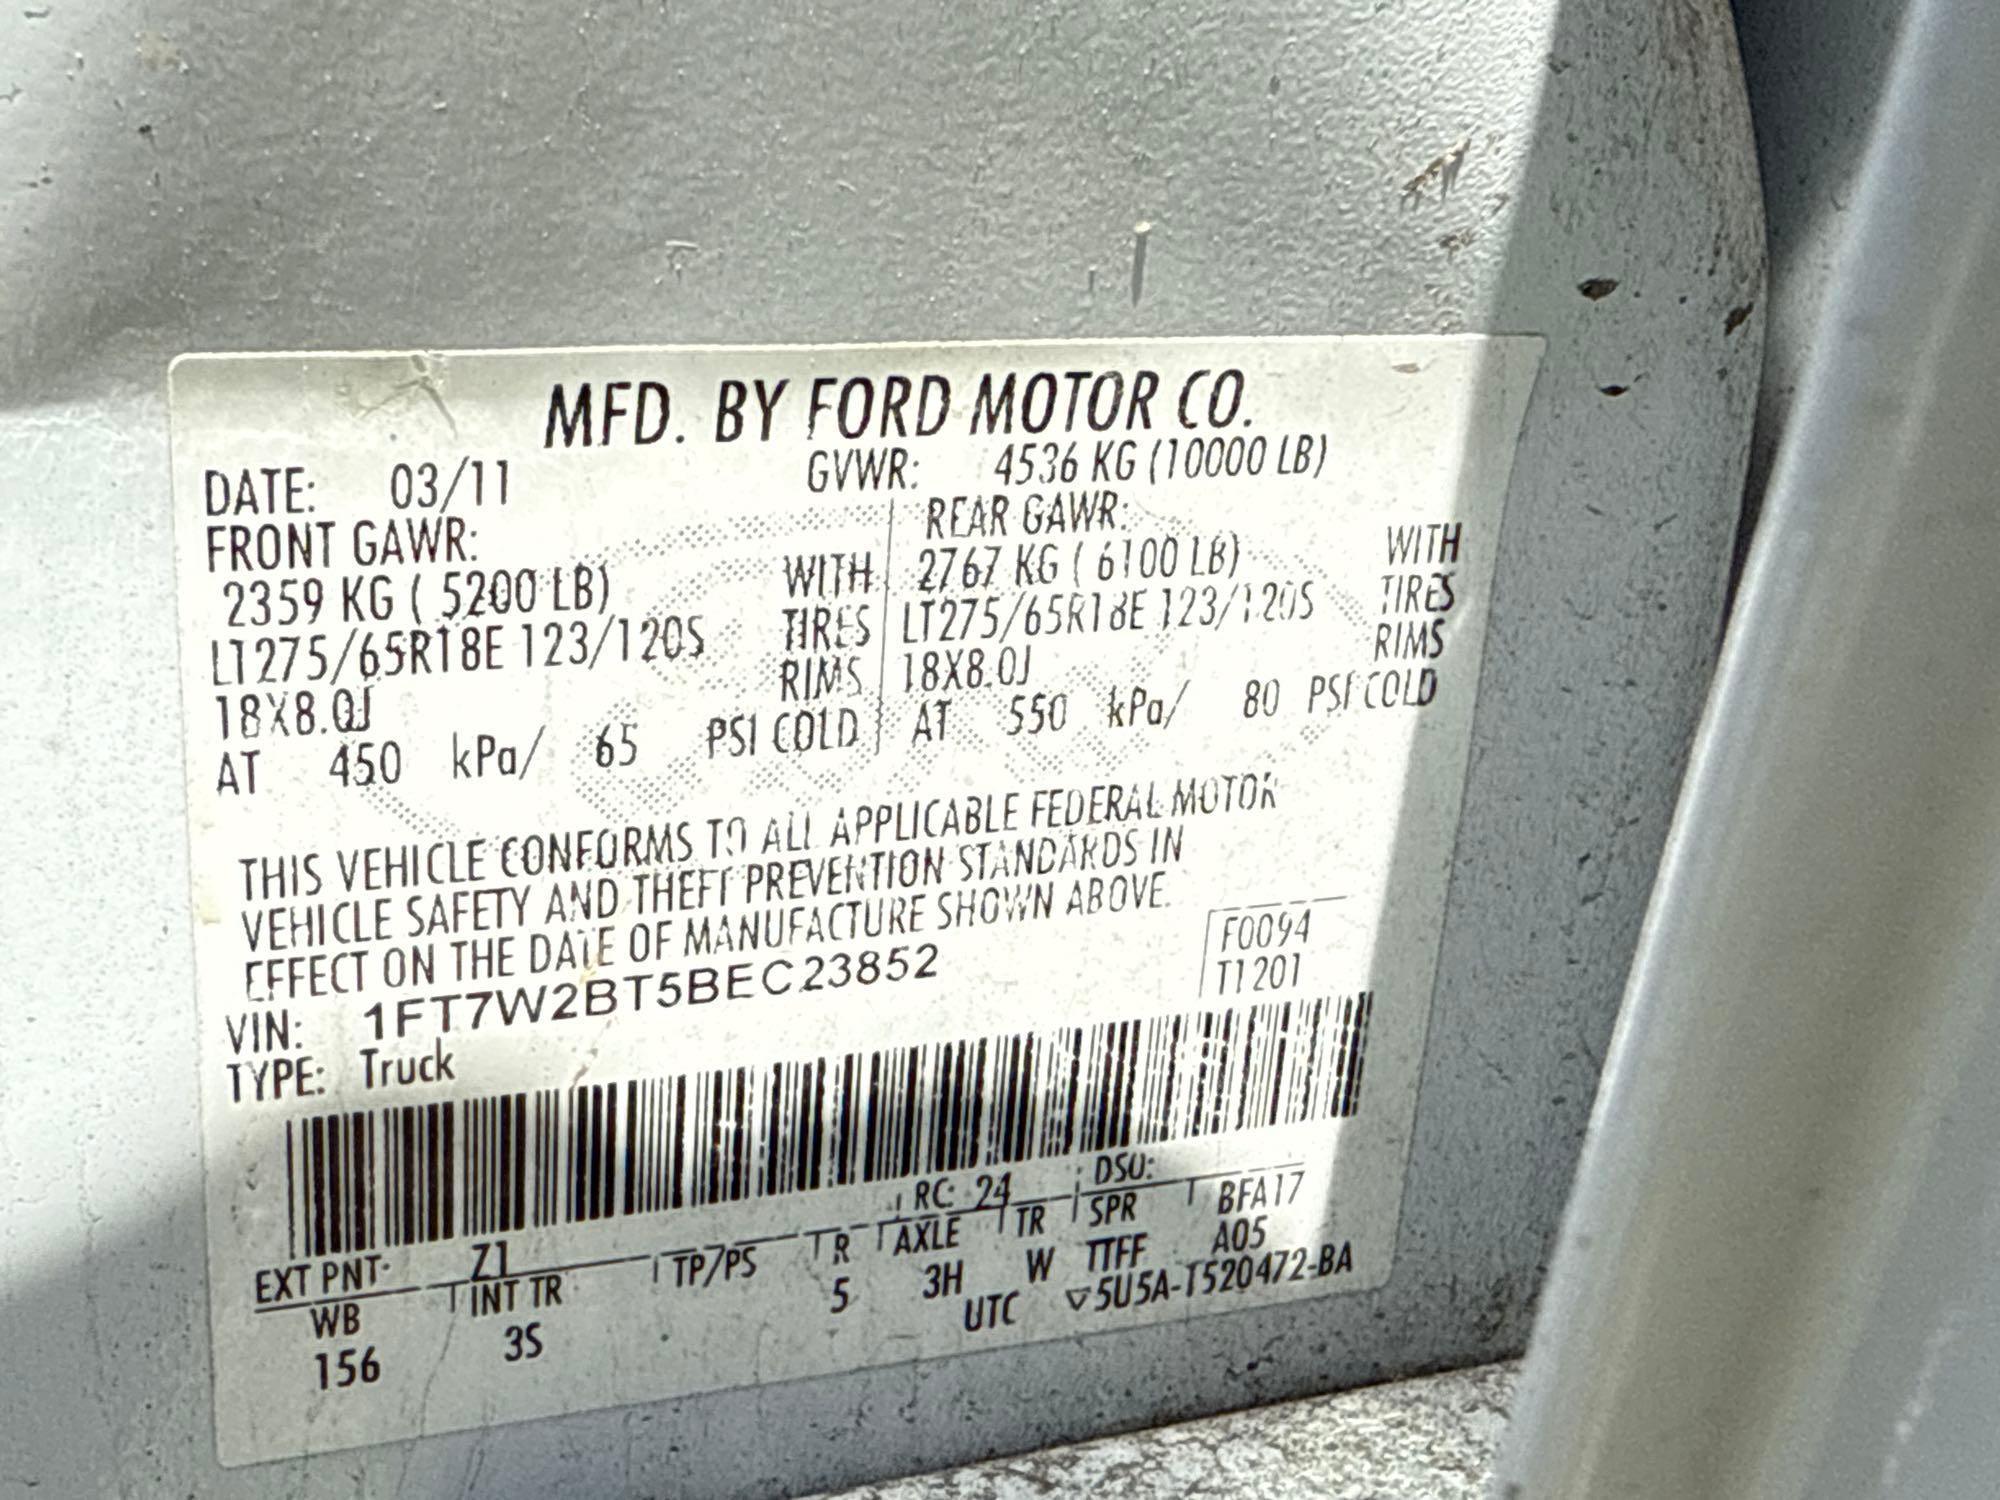 MFD. BY FORD MOTOR CO.
DATE: 03/11 GVWR: 4536 KG (10000 LB)
FRONT GAWR: REAR GAWR:
2359 KG ( 5200 LB) WITH 2767 KG ( 6100 LB) WITH
LT275/65R18E 123/120S TIRES LT275/65R18E 123/120S TIRES
18X8.0J RIMS 18X8.0J RIMS
AT 450 kPa/ 65 PSI COLD AT 550 kPa/ 80 PSI COLD
THIS VEHICLE CONFORMS TO ALL APPLICABLE FEDERAL MOTOR
VEHICLE SAFETY AND THEFT PREVENTION STANDARDS IN
EFFECT ON THE DATE OF MANUFACTURE SHOWN ABOVE.
F0094
T1201
VIN: 1FT7W2BT5BEC23852
TYPE: Truck
RC: 24 DSO:
EXT PNT: Z1 BFA17
WB INT TR TP/PS R AXLE TR SPR A05
156 3S 5 3H W TTFF
UTC ▽5U5A-1520472-BA